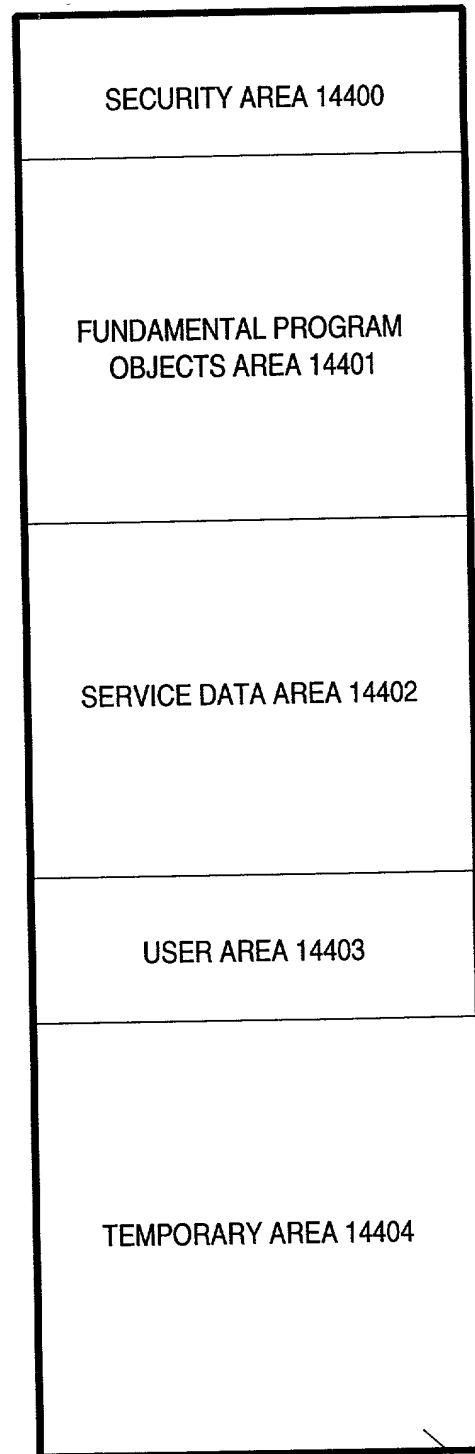 SECURITY AREA 14400
FUNDAMENTAL PROGRAM
OBJECTS AREA 14401
SERVICE DATA AREA 14402
USER AREA 14403
TEMPORARY AREA 14404